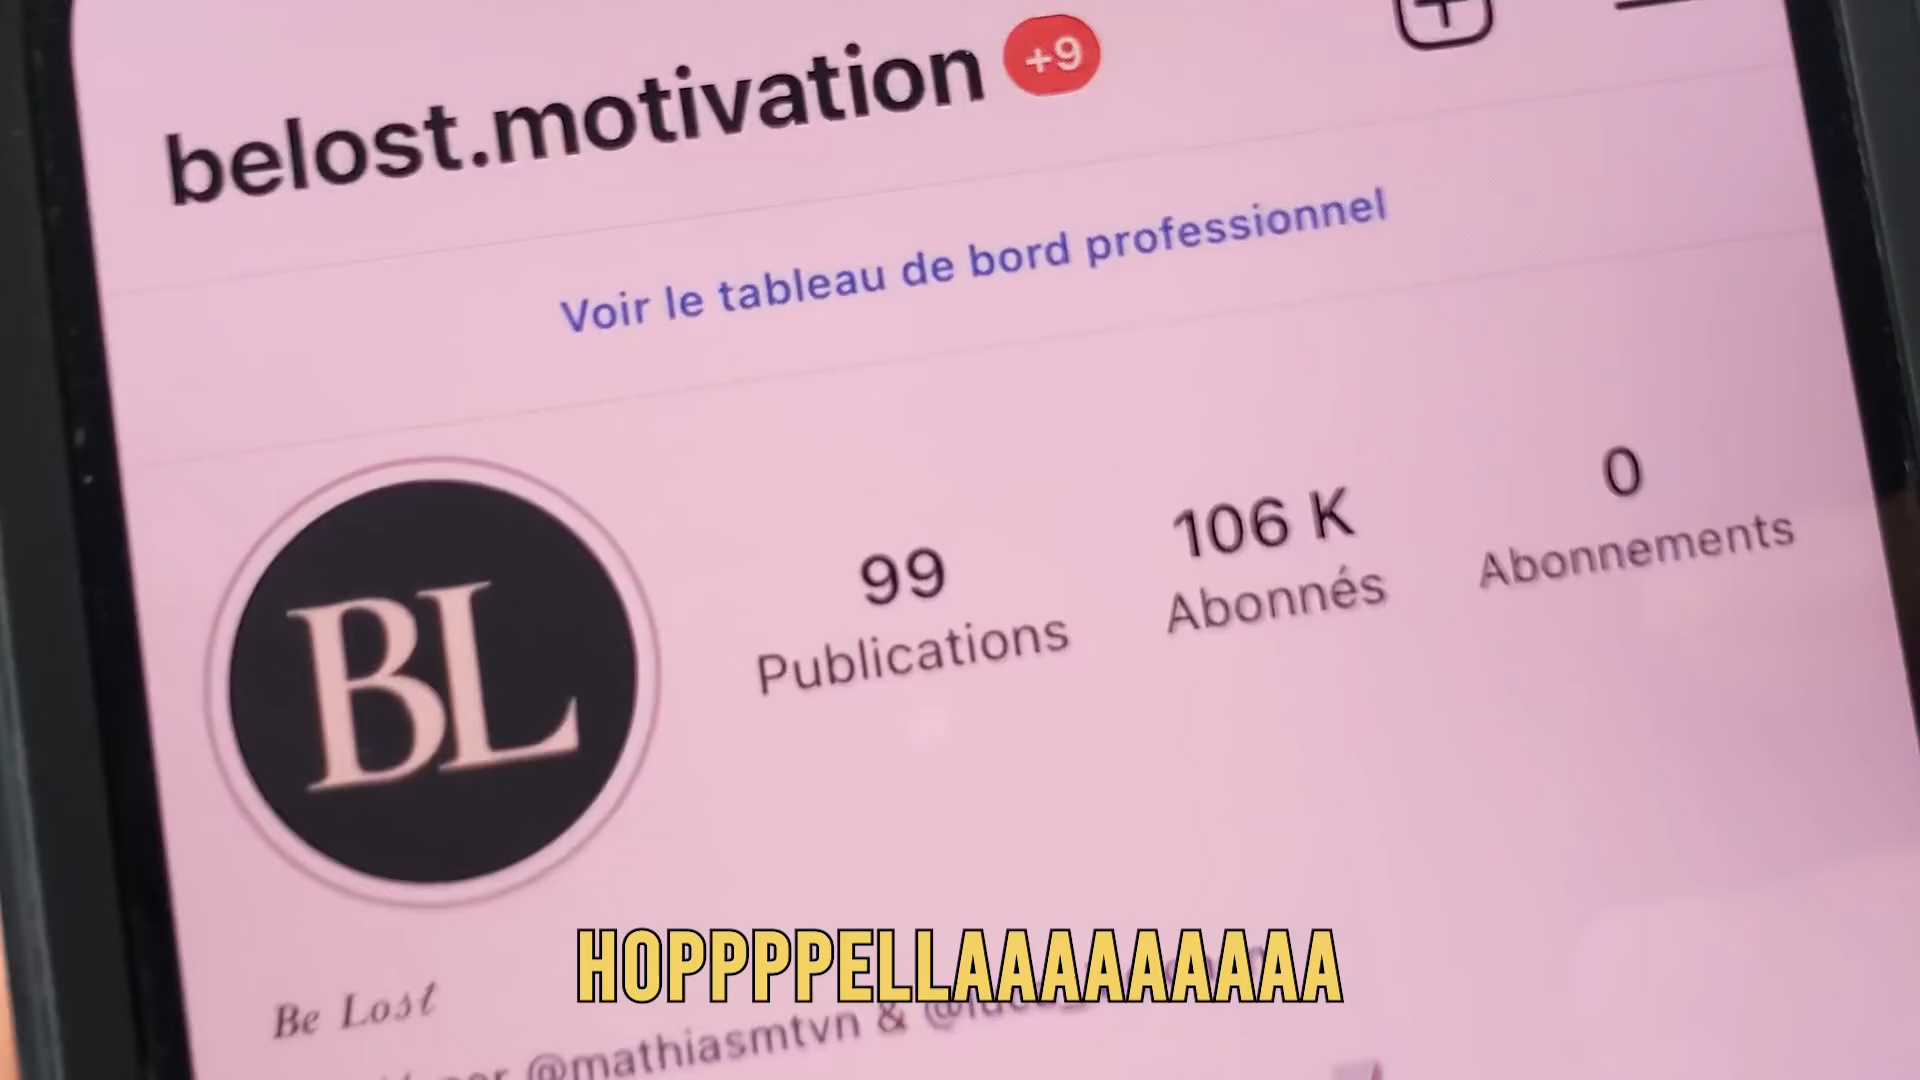 belost.motivation +9
Voir le tableau de bord professionnel
99
Publications
106 K
Abonnés
0
Abonnements
BL
Be Lost
@mathiasmtvn &
HOPPPPELLAAAAAAAAA